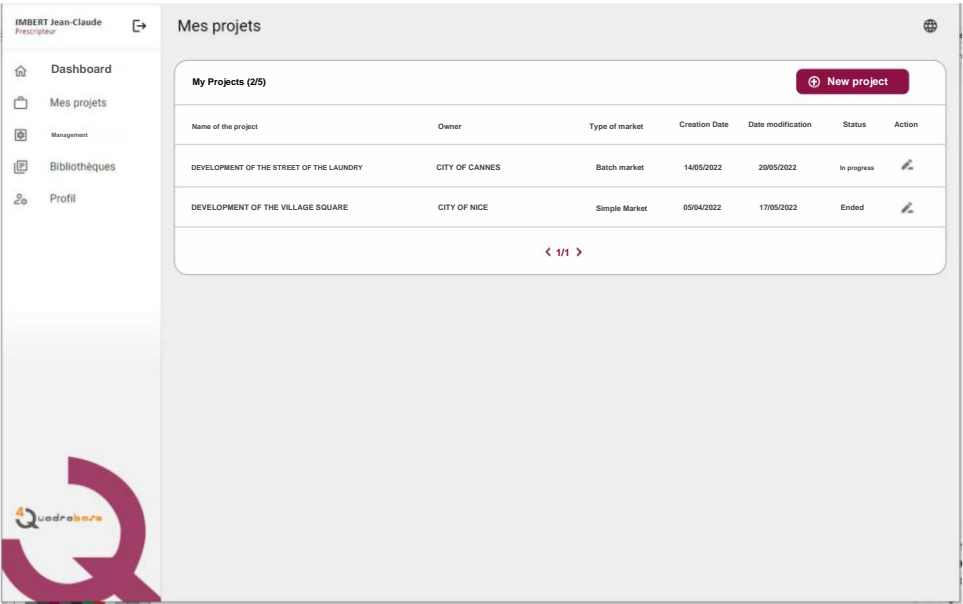 IMBERT Jean-Claude
Prescripteur
Mes projets
Dashboard
Mes projets
Management
Bibliothèques
Profil
My Projects (2/5)
New project
Name of the project Owner Type of market Creation Date Date modification Status Action
DEVELOPMENT OF THE STREET OF THE LAUNDRY CITY OF CANNES Batch market 14/05/2022 20/05/2022 In progress
DEVELOPMENT OF THE VILLAGE SQUARE CITY OF NICE Simple Market 05/04/2022 17/05/2022 Ended
< 1/1 >
4Quadrabase